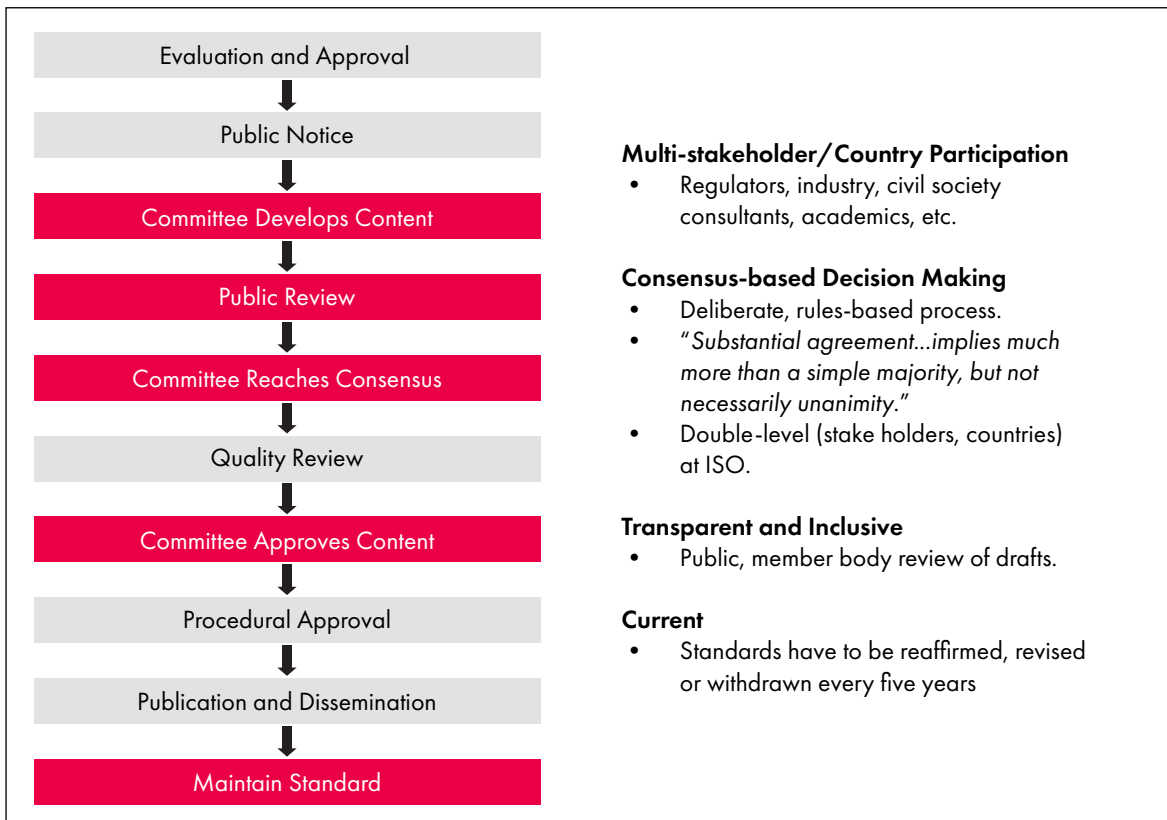 Evaluation and Approval
Public Notice
Committee Develops Content
Public Review
Committee Reaches Consensus
Quality Review
Committee Approves Content
Procedural Approval
Publication and Dissemination
Maintain Standard
Multi-stakeholder/Country Participation
• Regulators, industry, civil society
consultants, academics, etc.
Consensus-based Decision Making
• Deliberate, rules-based process.
• “Substantial agreement...implies much
more than a simple majority, but not
necessarily unanimity.”
• Double-level (stake holders, countries)
at ISO.
Transparent and Inclusive
• Public, member body review of drafts.
Current
• Standards have to be reaffirmed, revised
or withdrawn every five years